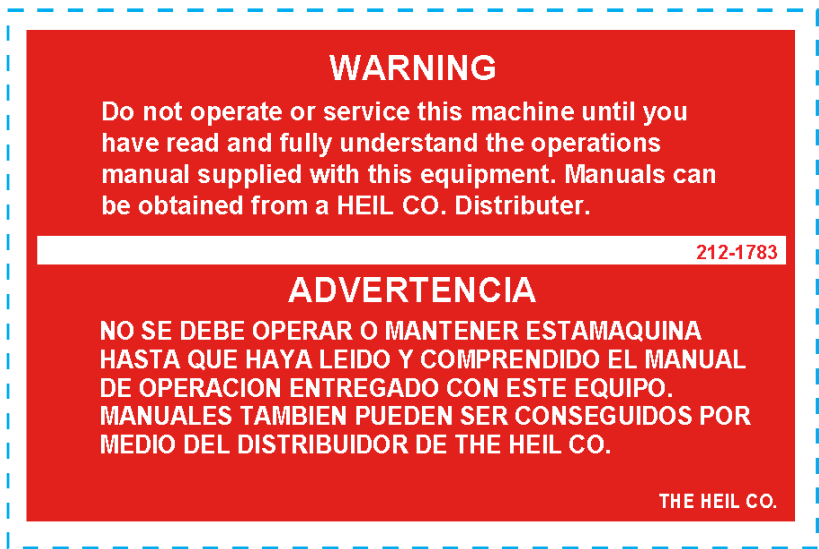 WARNING
Do not operate or service this machine until you
have read and fully understand the operations
manual supplied with this equipment. Manuals can
be obtained from a HEIL CO. Distributer.
212-1783
ADVERTENCIA
NO SE DEBE OPERAR O MANTENER ESTAMAQUINA
HASTA QUE HAYA LEIDO Y COMPRENDIDO EL MANUAL
DE OPERACION ENTREGADO CON ESTE EQUIPO.
MANUALES TAMBIEN PUEDEN SER CONSEGUIDOS POR
MEDIO DEL DISTRIBUIDOR DE THE HEIL CO.
THE HEIL CO.